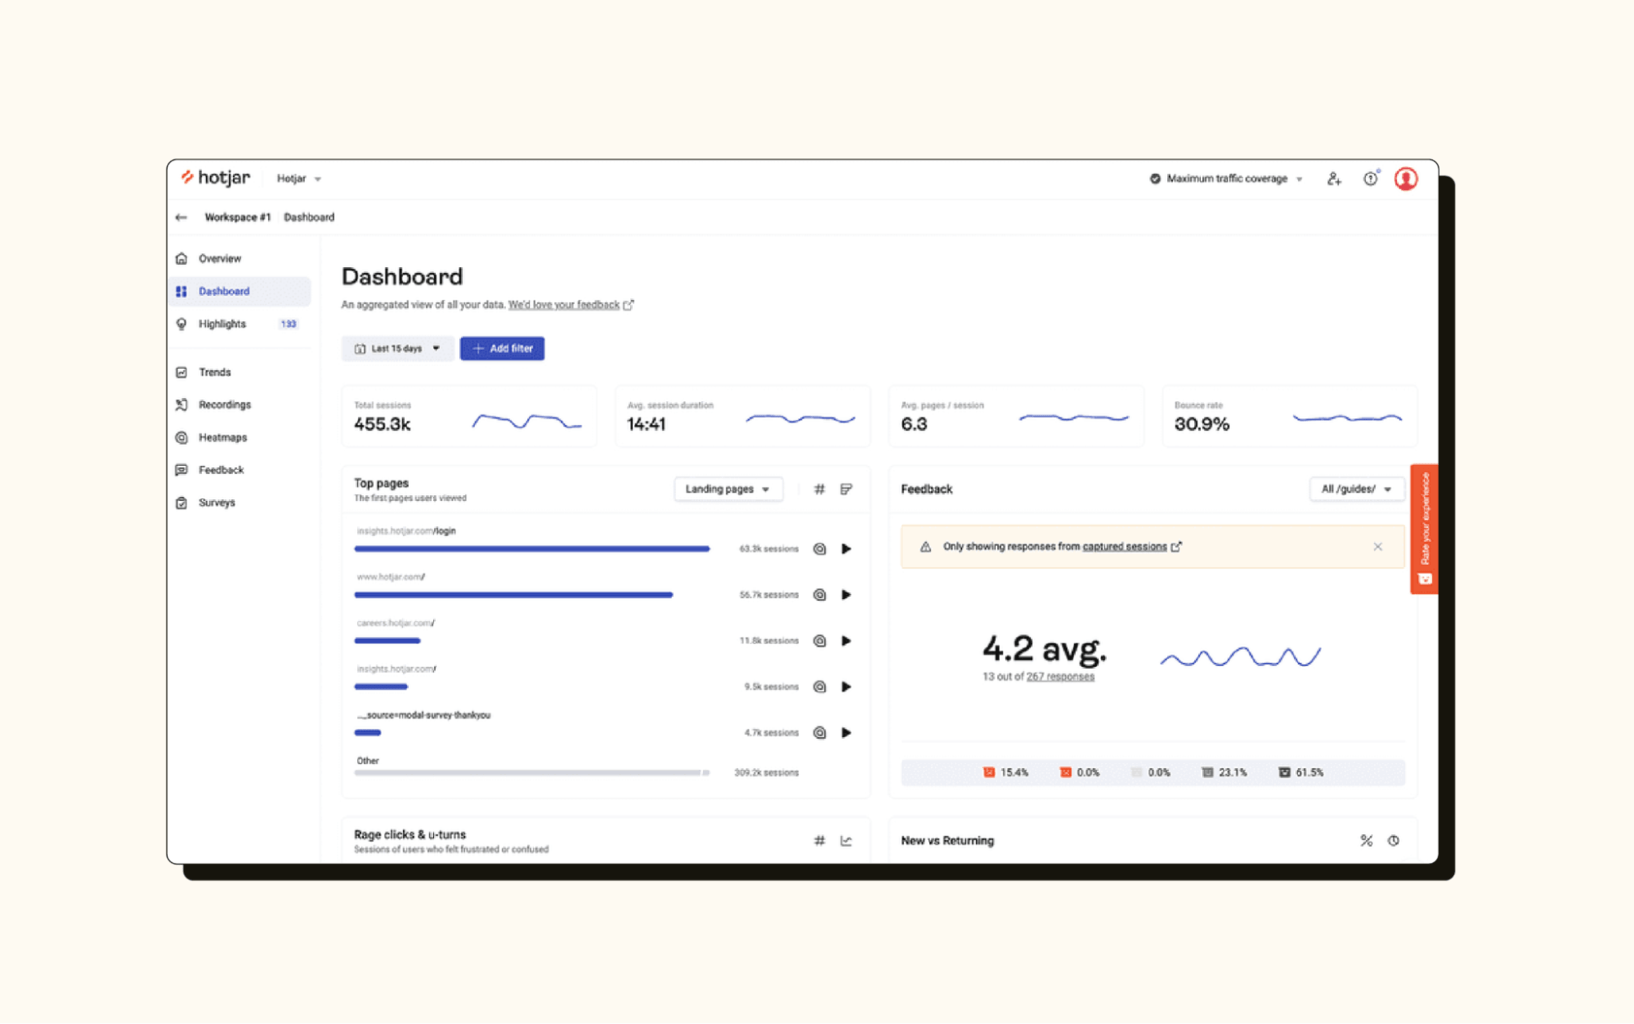 hotjar
Hotjar
Maximum traffic coverage
Workspace #1 Dashboard
Overview
Dashboard
Highlights 133
Trends
Recordings
Heatmaps
Feedback
Surveys
Dashboard
An aggregated view of all your data. We'd love your feedback
Last 15 days
Add filter
Total sessions
455.3k
Avg. session duration
14:41
Avg. pages / session
6.3
Bounce rate
30.9%
Top pages
The first pages users viewed
Landing pages
#
insights.hotjar.com/login
63.3k sessions
www.hotjar.com/
56.7k sessions
careers.hotjar.com/
11.8k sessions
insights.hotjar.com/
9.5k sessions
..._source=modal-survey-thankyou
4.7k sessions
Other
309.2k sessions
Feedback
All /guides/
Only showing responses from captured sessions
4.2 avg.
13 out of 267 responses
15.4% 0.0% 0.0% 23.1% 61.5%
Rate your experience
Rage clicks & u-turns
Sessions of users who felt frustrated or confused
#
New vs Returning
%